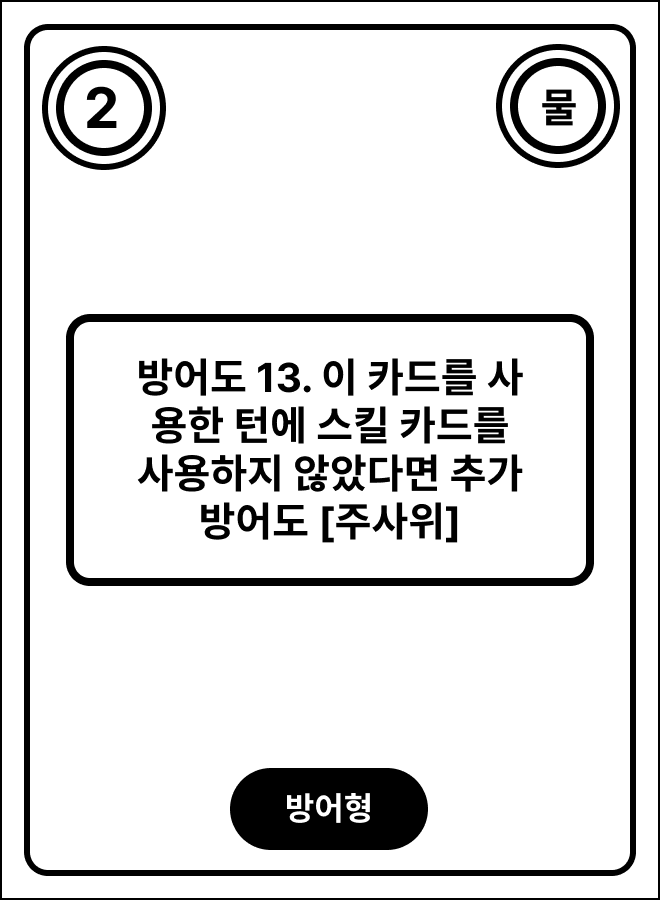 2
물
방어도 13. 이 카드를 사
용한 턴에 스킬 카드를
사용하지 않았다면 추가
방어도 [주사위]
방어형